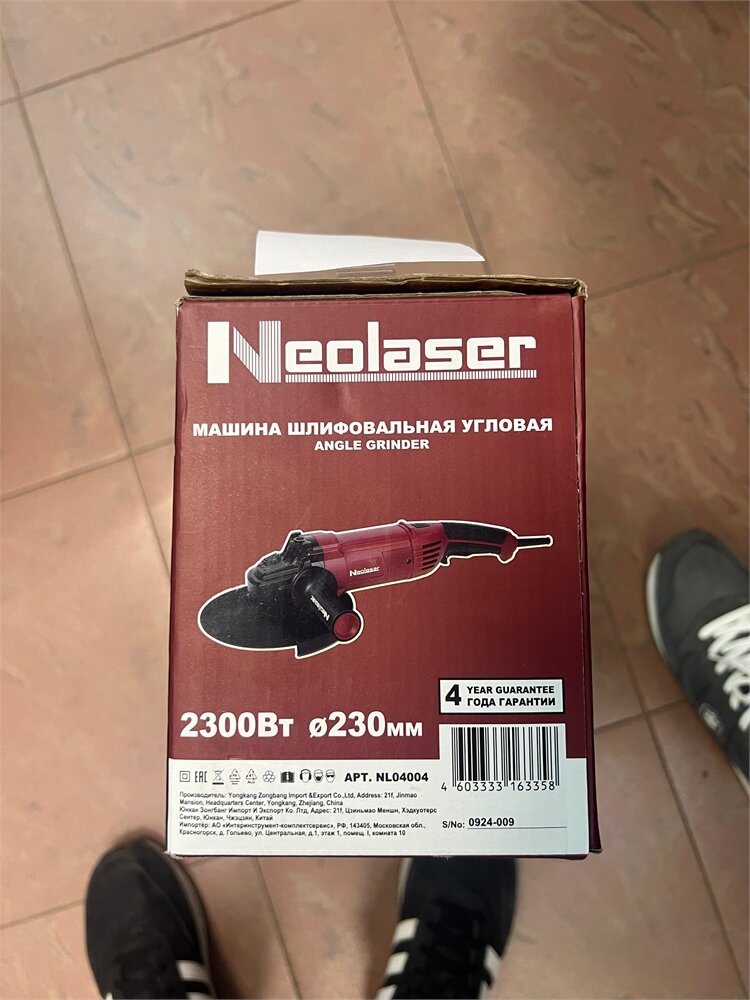 Neolaser
МАШИНА ШЛИФОВАЛЬНАЯ УГЛОВАЯ
ANGLE GRINDER
Neolaser
Neolaser
4 YEAR GUARANTEE
ГОДА ГАРАНТИИ
2300Вт ø230мм
EAC
АРТ. NL04004
4 603333 163358
Производитель: Yongkang Zongbang Import &Export Co.,Ltd, Address: 21f, Jinmao
Mansion, Headquarters Center, Yongkang, Zhejiang, China
Юнкан Зонгбанг Импорт И Экспорт Ко. Лтд, Адрес: 21f, Цзиньмао Меншн, Хэдкуотерс
Сентер, Юнкан, Чжэцзян, Китай
Импортёр: АО «Интеринструмент-комплектсервис», РФ, 143405, Московская обл.,
Красногорск, д. Гольево, ул. Центральная, д.1, этаж 1, помещ. I, комната 10
S/No: 0924-009